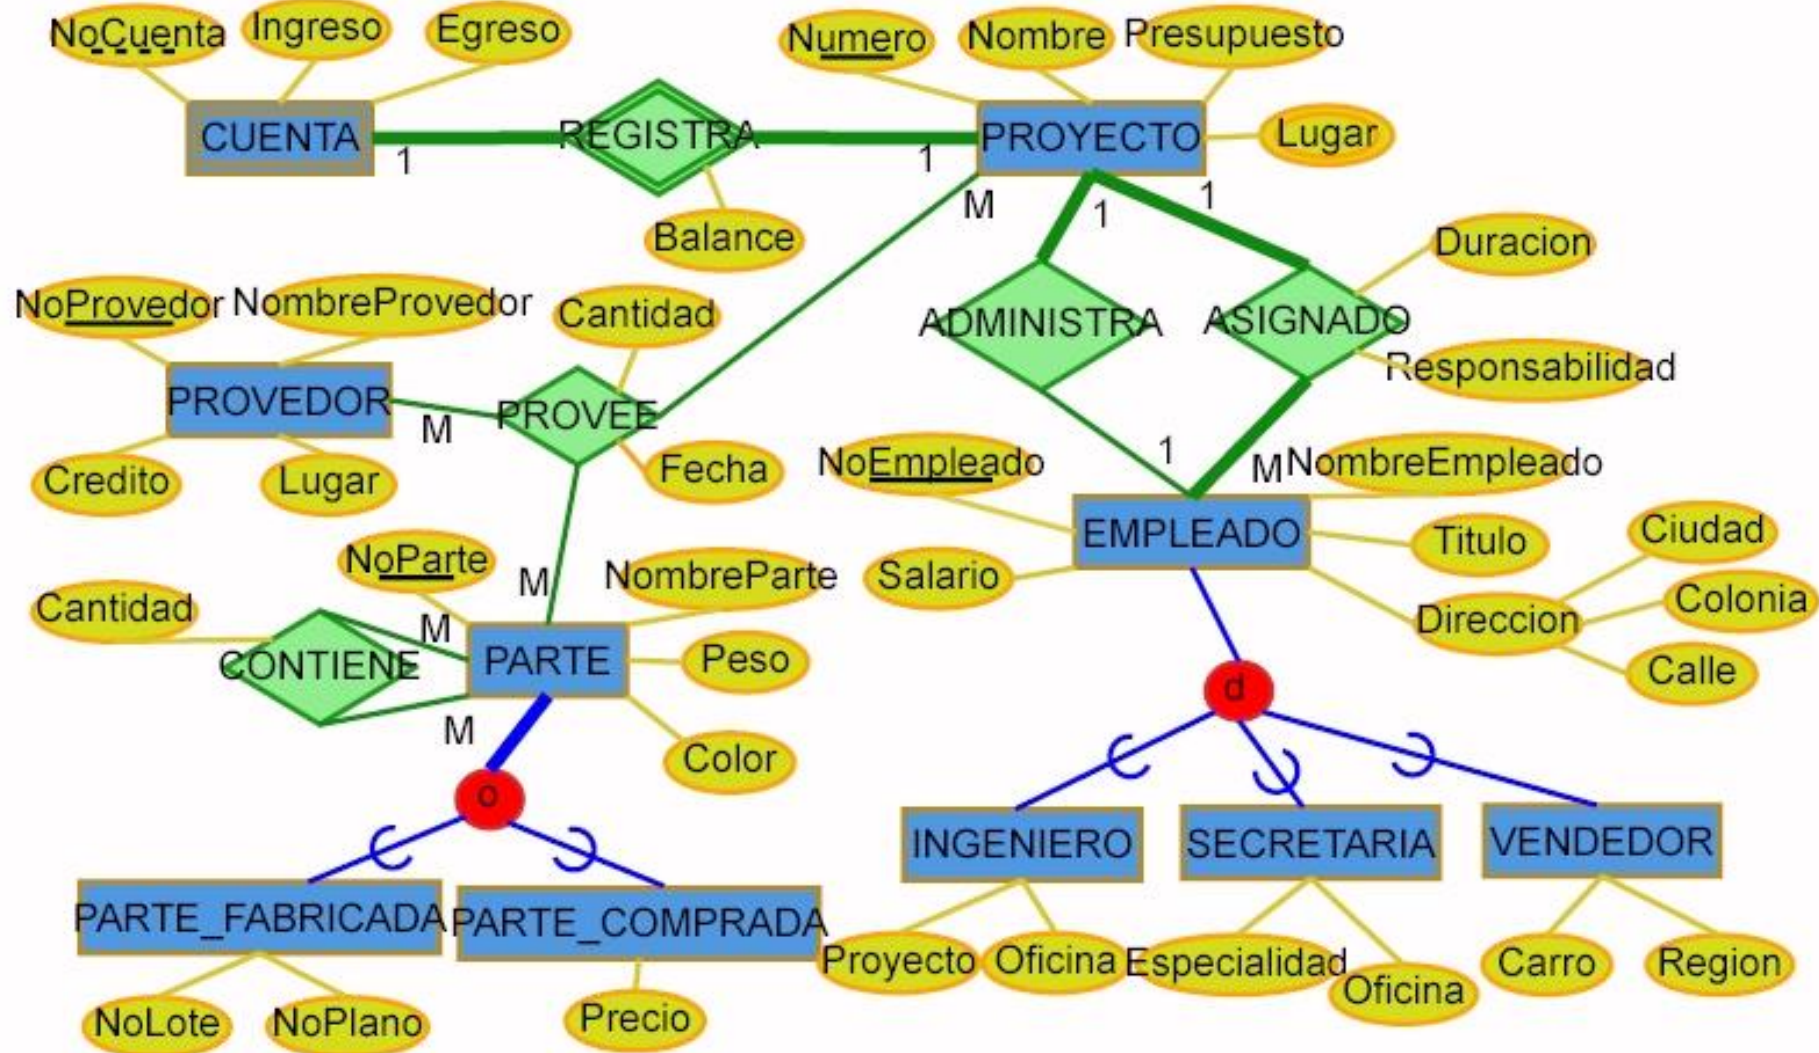 NoCuenta Ingreso Egreso Numero Nombre Presupuesto
CUENTA 1 REGISTRA 1 PROYECTO Lugar
M 1 1
Balance Duracion
NoProvedor NombreProvedor Cantidad ADMINISTRA ASIGNADO
Responsabilidad
PROVEDOR M PROVEE
Credito Lugar Fecha NoEmpleado 1 M NombreEmpleado
EMPLEADO Titulo Ciudad
NoParte M NombreParte Salario
Cantidad M Direccion Colonia
CONTIENE PARTE Peso Calle
M Color d
o
INGENIERO SECRETARIA VENDEDOR
PARTE_FABRICADA PARTE_COMPRADA
Proyecto Oficina Especialidad Oficina Carro Region
NoLote NoPlano Precio